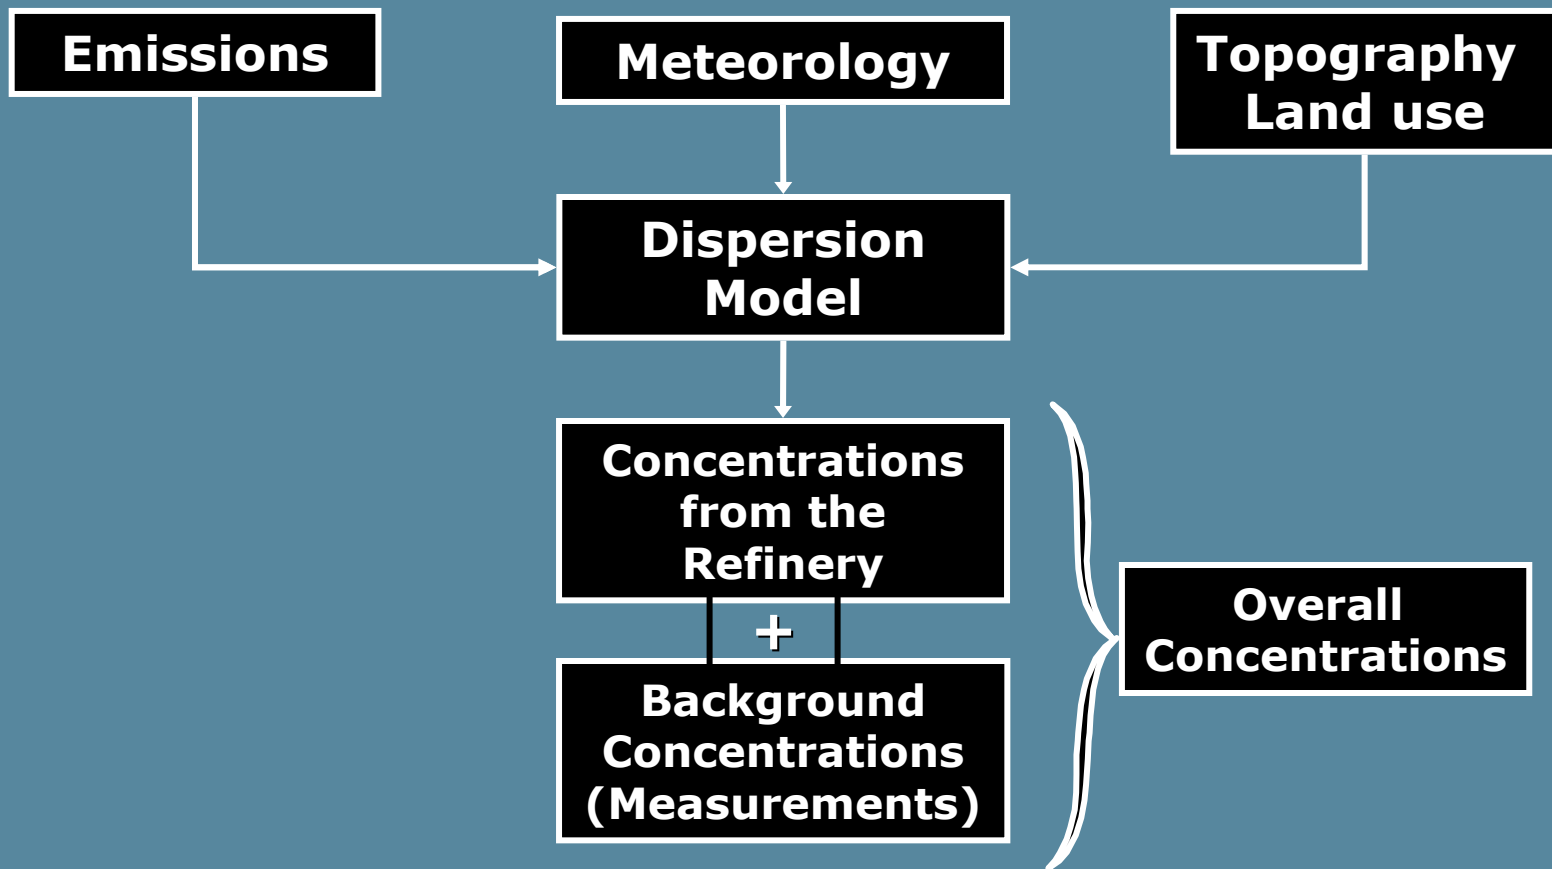 Emissions
Meteorology
Topography
Land use
Dispersion
Model
Concentrations
from the
Refinery
+
Background
Concentrations
(Measurements)
Overall
Concentrations